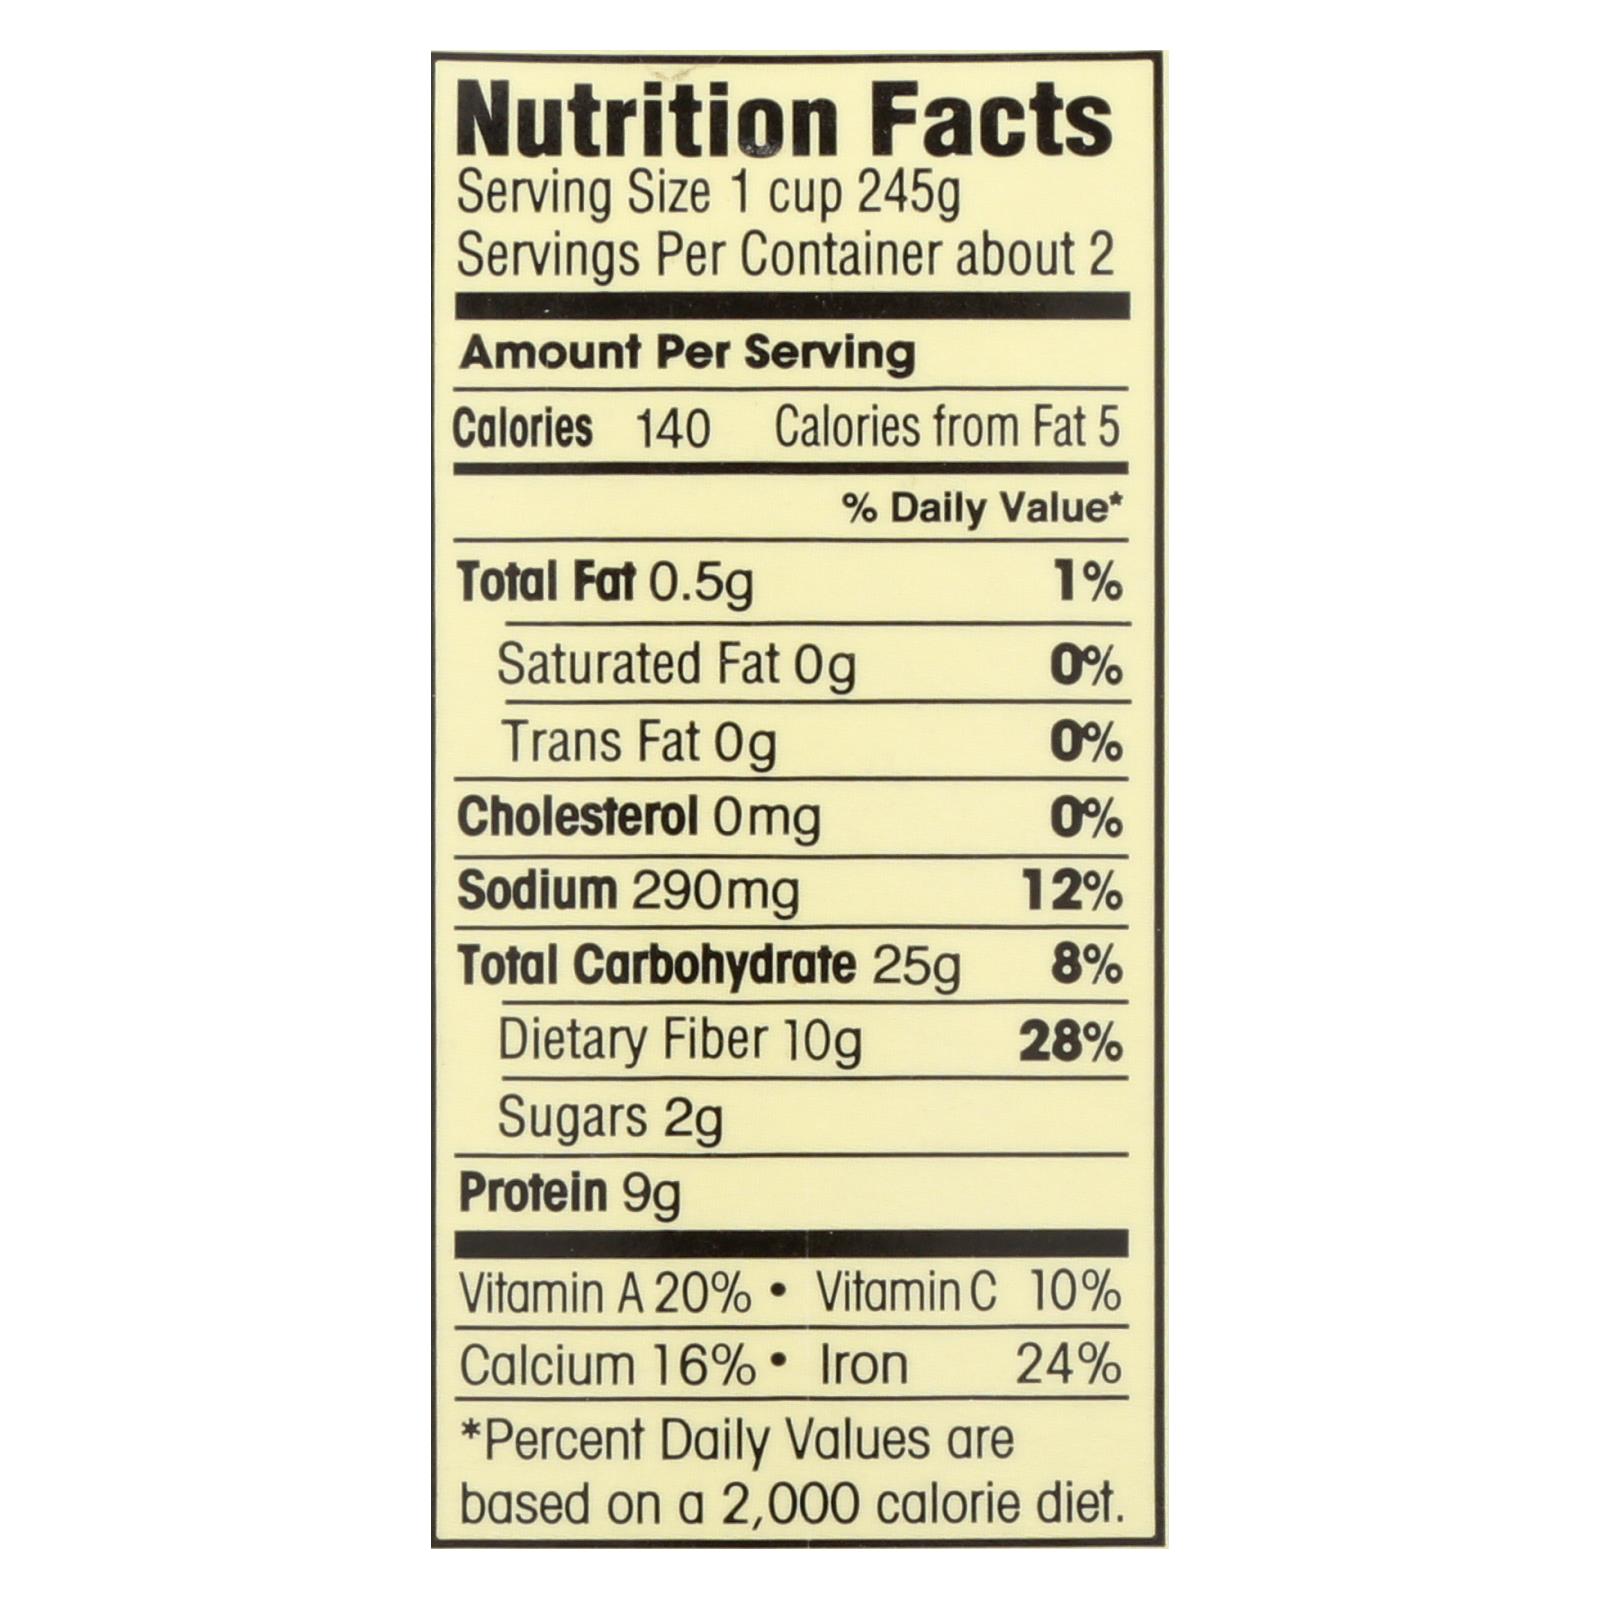 Nutrition Facts
Serving Size 1 cup 245g
Servings Per Container about 2
Amount Per Serving
Calories 140 Calories from Fat 5
% Daily Value*
Total Fat 0.5g 1%
Saturated Fat 0g 0%
Trans Fat 0g 0%
Cholesterol 0mg 0%
Sodium 290mg 12%
Total Carbohydrate 25g 8%
Dietary Fiber 10g 28%
Sugars 2g
Protein 9g
Vitamin A 20% • Vitamin C 10%
Calcium 16% • Iron 24%
*Percent Daily Values are
based on a 2,000 calorie diet.